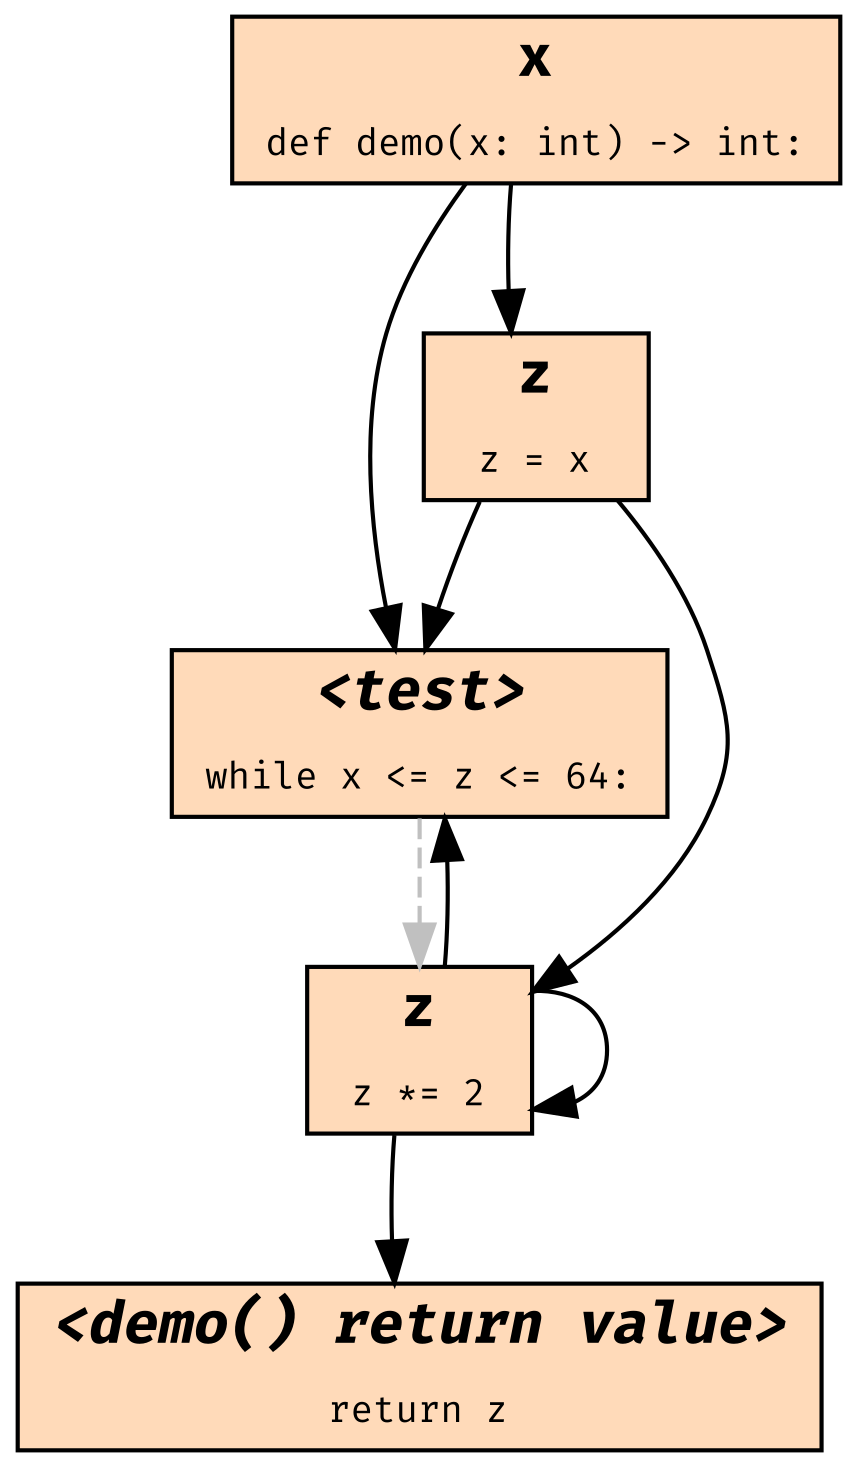 x
def demo(x: int) -> int:
z
z = x
<test>
while x <= z <= 64:
z
z *= 2
<demo() return value>
return z